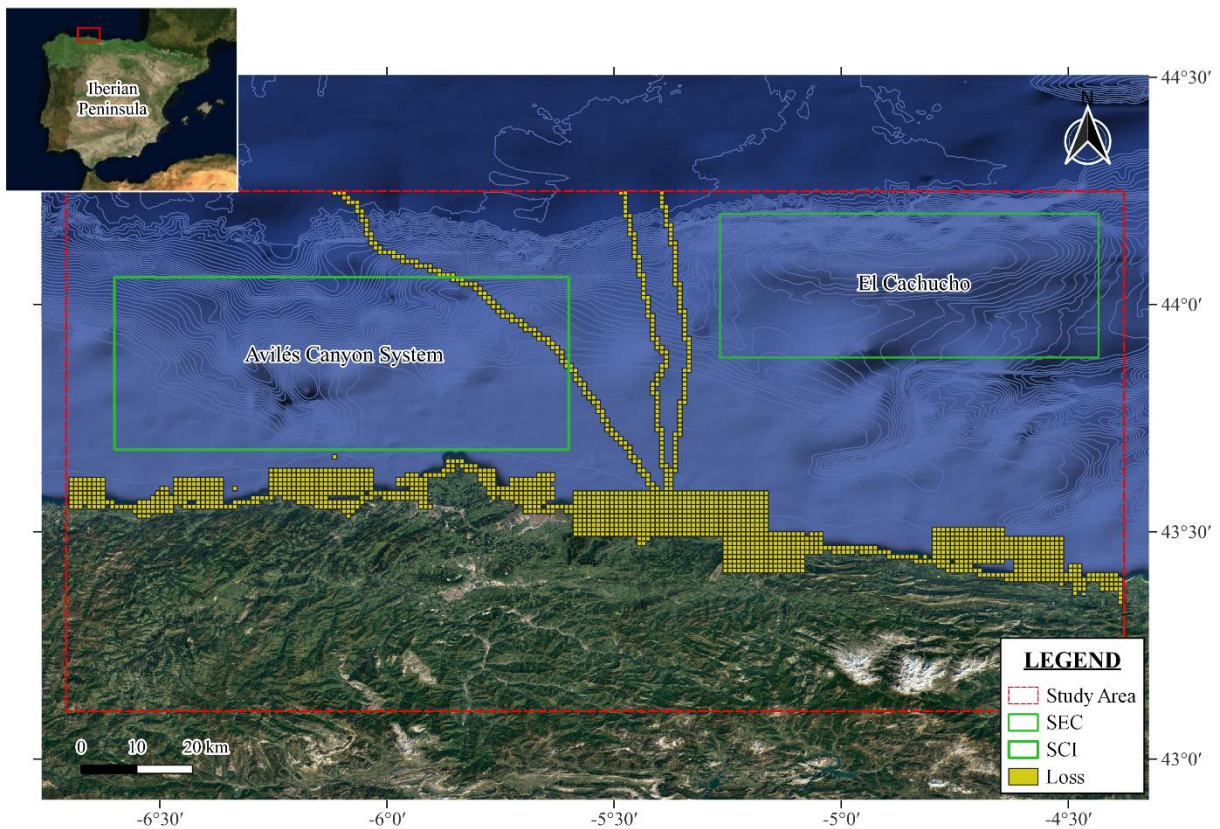 Iberian
Peninsula
44°30′
N
El Cachucho
44°0′
Avilés Canyon System
43°30′
LEGEND
Study Area
SEC
SCI
Loss
0 10 20 km
43°0′
-6°30′ -6°0′ -5°30′ -5°0′ -4°30′